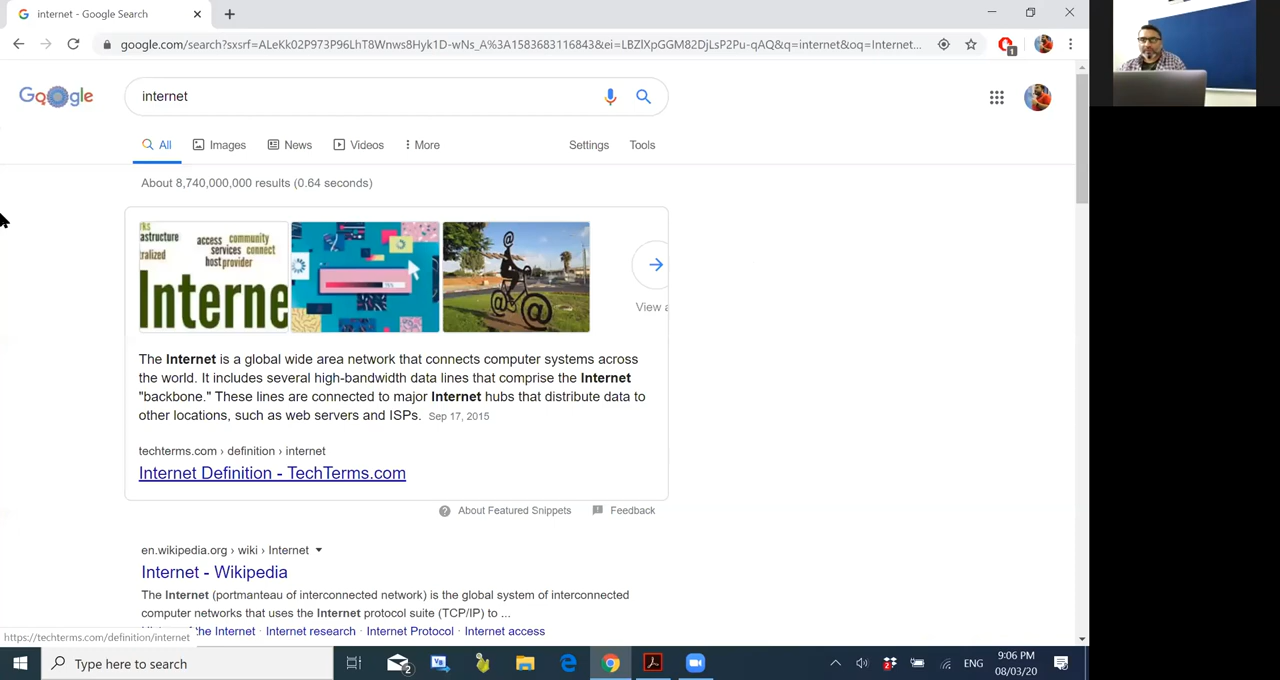 internet - Google Search
google.com/search?sxsrf=ALeKk02P973P96LhT8Wnws8Hyk1D-wNs_A%3A1583683116843&ei=LBZlXpGGM82DjLsP2Pu-qAQ&q=internet&oq=Internet...
1
Google
internet
All Images News Videos More Settings Tools
About 8,740,000,000 results (0.64 seconds)
astructure access community
services connect
ralized host provider
Interne
View a
The Internet is a global wide area network that connects computer systems across
the world. It includes several high-bandwidth data lines that comprise the Internet
"backbone." These lines are connected to major Internet hubs that distribute data to
other locations, such as web servers and ISPs. Sep 17, 2015
techterms.com › definition › internet
Internet Definition - TechTerms.com
About Featured Snippets Feedback
en.wikipedia.org › wiki › Internet
Internet - Wikipedia
The Internet (portmanteau of interconnected network) is the global system of interconnected
computer networks that uses the Internet protocol suite (TCP/IP) to ...
the Internet · Internet research · Internet Protocol · Internet access
https://techterms.com/definition/internet
Type here to search
2
2
ENG
9:06 PM
08/03/20